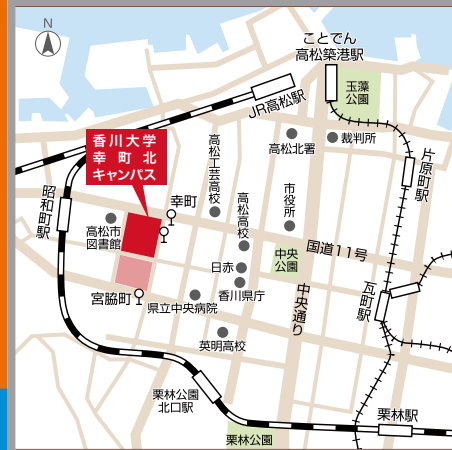 N
ことでん
高松築港駅
玉藻
公園
JR高松駅
香川大学
幸町北
キャンパス
高松工芸高校
高松北署
裁判所
片原町駅
昭和町駅
幸町
高松高校
市役所
高松市
図書館
国道11号
日赤
中央
公園
宮脇町
県立中央病院
香川県庁
中央通り
瓦町駅
英明高校
栗林公園
北口駅
栗林駅
栗林公園